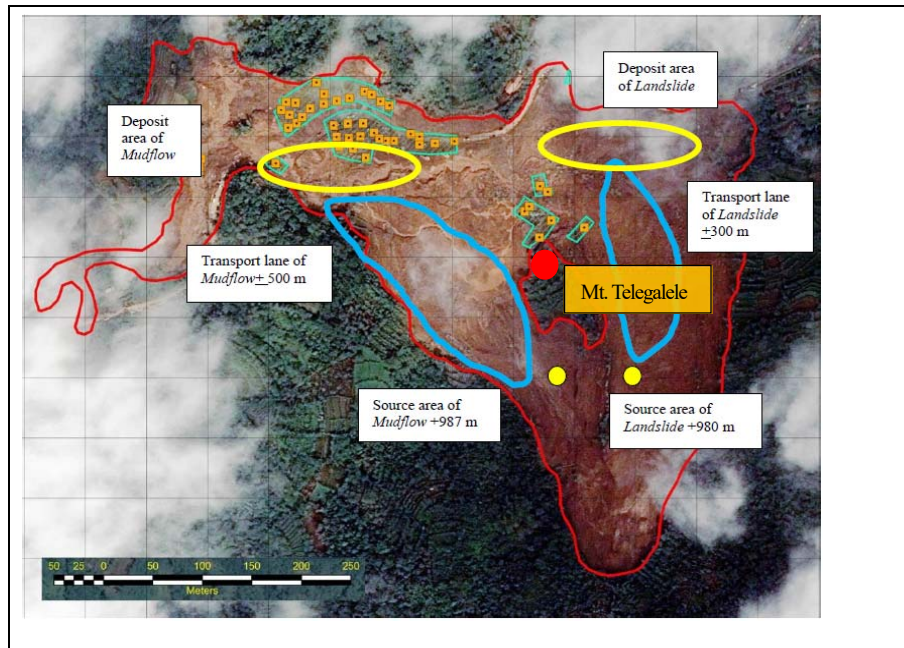 Deposit area
of Landslide
Deposit area of
Mudflow
Transport lane
of Landslide
±300 m
Transport lane of
Mudflow± 500 m
Mt. Telegalele
Source area of
Mudflow +987 m
Source area of
Landslide +980 m
50 25 0 50 100 150 200 250
Meters